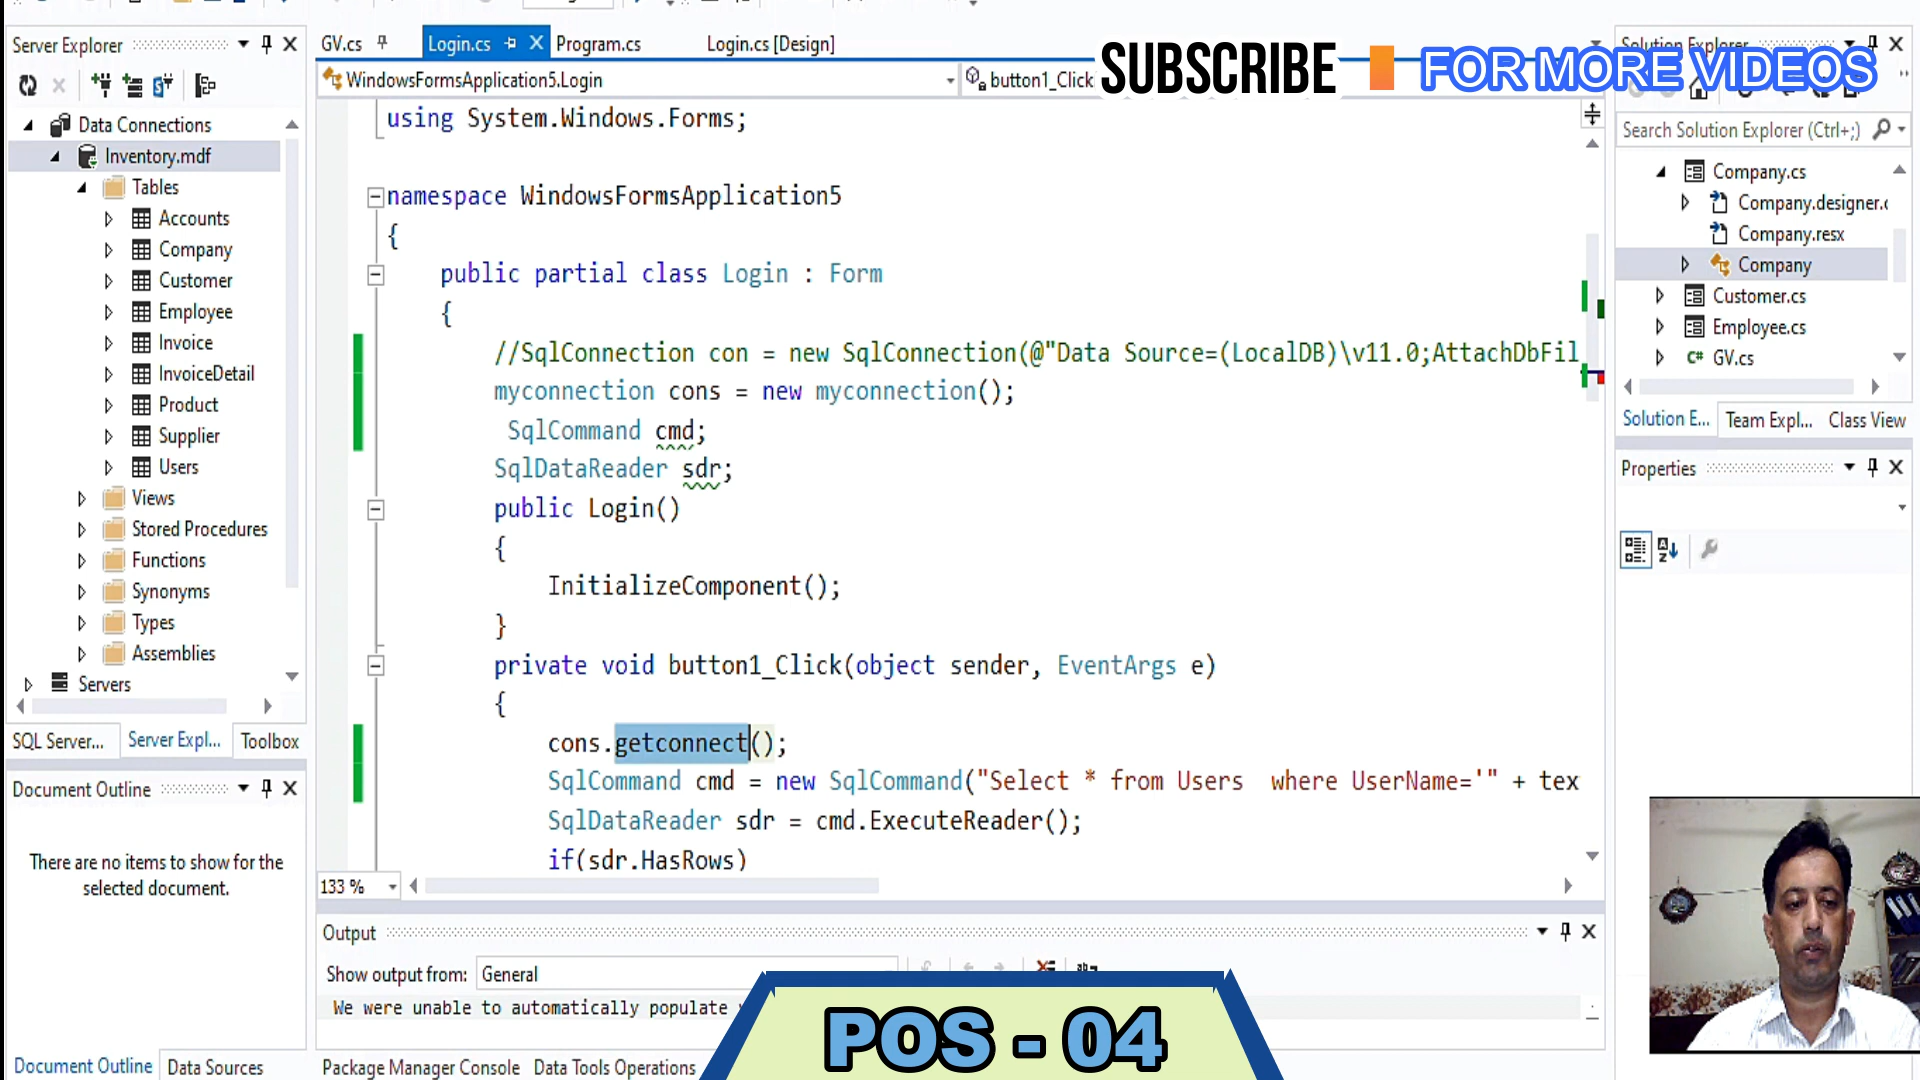 Server Explorer
Data Connections
Inventory.mdf
Tables
Accounts
Company
Customer
Employee
Invoice
InvoiceDetail
Product
Supplier
Users
Views
Stored Procedures
Functions
Synonyms
Types
Assemblies
Servers
SQL Server... Server Expl... Toolbox
Document Outline
There are no items to show for the
selected document.
Document Outline Data Sources
GV.cs Login.cs Program.cs Login.cs [Design]
WindowsFormsApplication5.Login button1_Click
using System.Windows.Forms;
namespace WindowsFormsApplication5
{
public partial class Login : Form
{
//SqlConnection con = new SqlConnection(@"Data Source=(LocalDB)\v11.0;AttachDbFil
myconnection cons = new myconnection();
SqlCommand cmd;
SqlDataReader sdr;
public Login()
{
InitializeComponent();
}
private void button1_Click(object sender, EventArgs e)
{
cons.getconnect();
SqlCommand cmd = new SqlCommand("Select * from Users  where UserName='" + tex
SqlDataReader sdr = cmd.ExecuteReader();
if(sdr.HasRows)
133 %
Output
Show output from: General
We were unable to automatically populate
Package Manager Console Data Tools Operations
POS - 04
SUBSCRIBE FOR MORE VIDEOS
Solution Explorer
Search Solution Explorer (Ctrl+;)
Company.cs
Company.designer.c
Company.resx
Company
Customer.cs
Employee.cs
C# GV.cs
Solution E... Team Expl... Class View
Properties